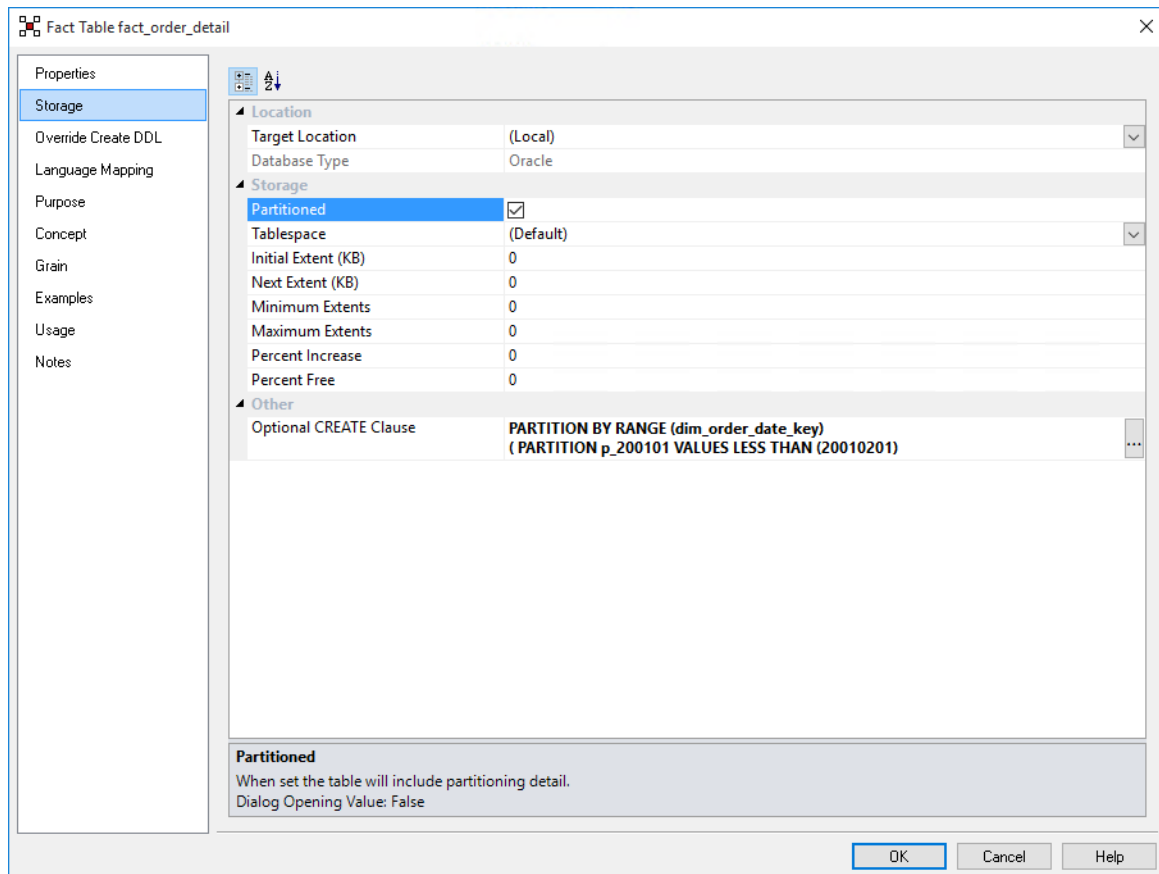 Fact Table fact_order_detail
Properties
Storage
Override Create DDL
Language Mapping
Purpose
Concept
Grain
Examples
Usage
Notes
Location
Target Location (Local)
Database Type Oracle
Storage
Partitioned
Tablespace (Default)
Initial Extent (KB) 0
Next Extent (KB) 0
Minimum Extents 0
Maximum Extents 0
Percent Increase 0
Percent Free 0
Other
Optional CREATE Clause PARTITION BY RANGE (dim_order_date_key)
( PARTITION p_200101 VALUES LESS THAN (20010201)
...
Partitioned
When set the table will include partitioning detail.
Dialog Opening Value: False
OK Cancel Help